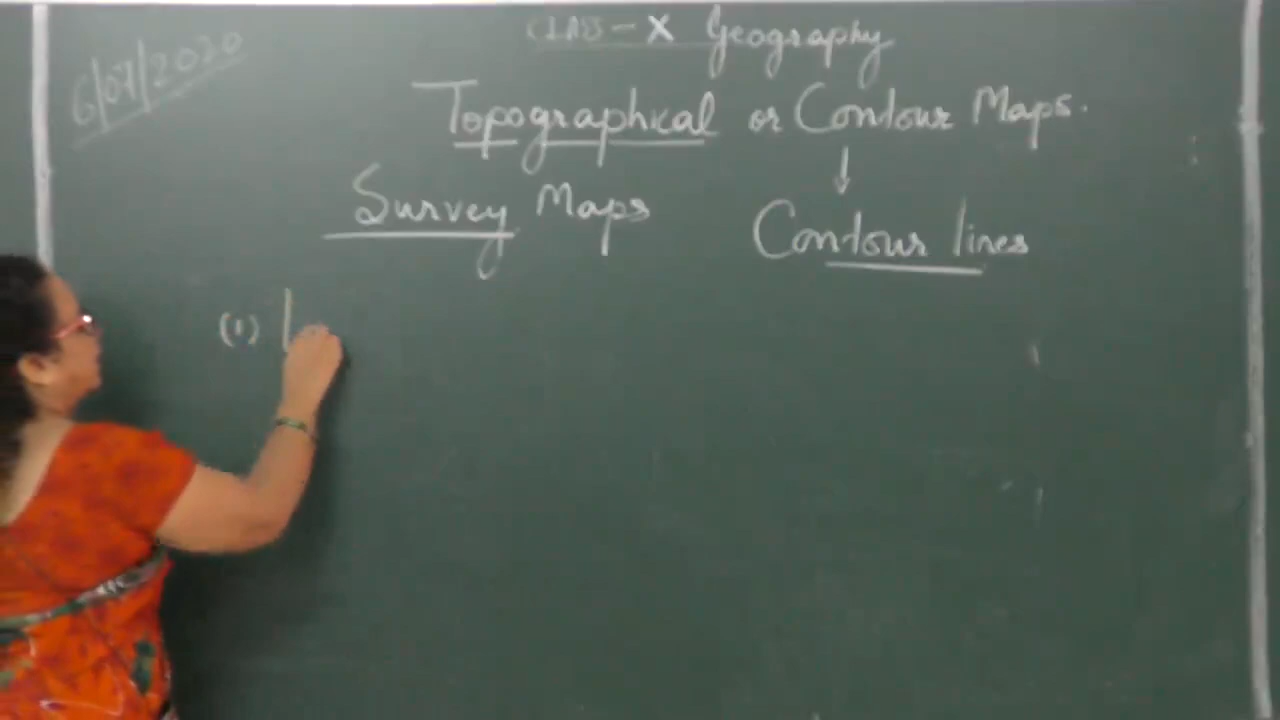 6/07/2020
CLASS - X Geography
Topographical or Contour Maps.
↓
Survey Maps
Contour lines
(1)